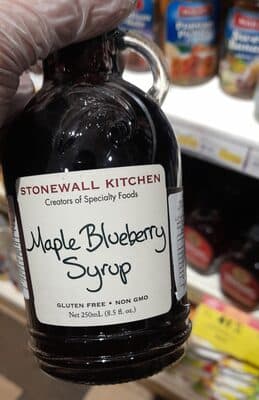 STONEWALL KITCHEN
Creators of Specialty Foods
Maple Blueberry
Syrup
GLUTEN FREE • NON GMO
Net 250mL (8.5 fl. oz.)